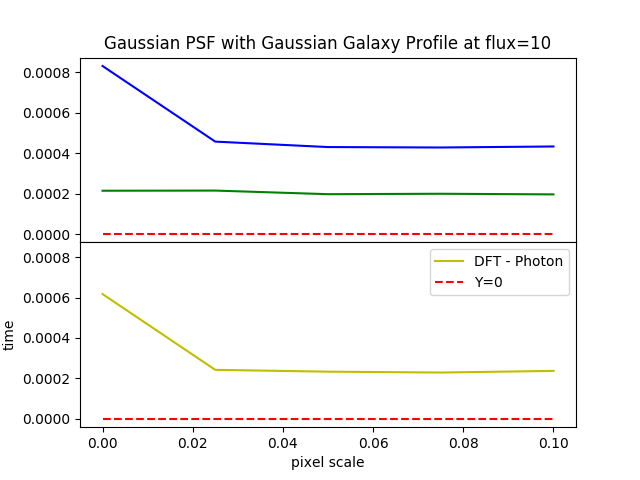 Gaussian PSF with Gaussian Galaxy Profile at flux=10
0.0008
0.0006
0.0004
0.0002
0.0000
0.0008
0.0006
0.0004
0.0002
0.0000
time
DFT - Photon
Y=0
0.00 0.02 0.04 0.06 0.08 0.10
pixel scale